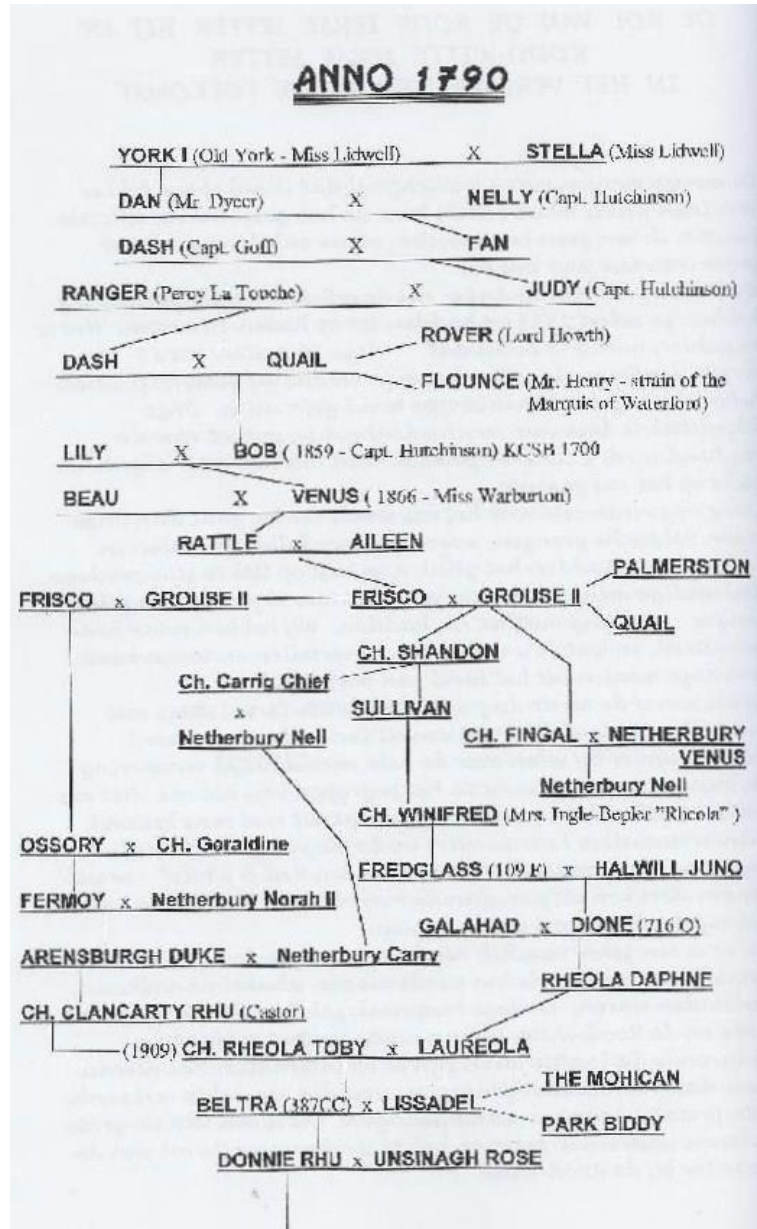 ANNO 1790
YORK I (Old York - Miss Lidwell) X STELLA (Miss Lidwell)
DAN (Mr. Dycer) X NELLY (Capt. Hutchinson)
DASH (Capt. Goff) X FAN
RANGER (Percy La Touche) X JUDY (Capt. Hutchinson)
ROVER (Lord Howth)
DASH X QUAIL
FLOUNCE (Mr. Henry - strain of the
Marquis of Waterford)
LILY X BOB ( 1859 - Capt. Hutchinson) KCSB 1700
BEAU X VENUS ( 1866 - Miss Warburton)
RATTLE x AILEEN
PALMERSTON
FRISCO x GROUSE II FRISCO x GROUSE II
QUAIL
CH. SHANDON
Ch. Carrig Chief
x
SULLIVAN
Netherbury Nell
CH. FINGAL x NETHERBURY
VENUS
Netherbury Nell
CH. WINIFRED (Mrs. Ingle-Bepler "Rheola" )
OSSORY x CH. Geraldine
FREDGLASS (109 F) x HALWILL JUNO
FERMOY x Netherbury Norah II
GALAHAD x DIONE (716 O)
ARENSBURGH DUKE x Netherbury Carry
RHEOLA DAPHNE
CH. CLANCARTY RHU (Castor)
(1909) CH. RHEOLA TOBY x LAUREOLA
THE MOHICAN
BELTRA (387CC) x LISSADEL
PARK BIDDY
DONNIE RHU x UNSINAGH ROSE